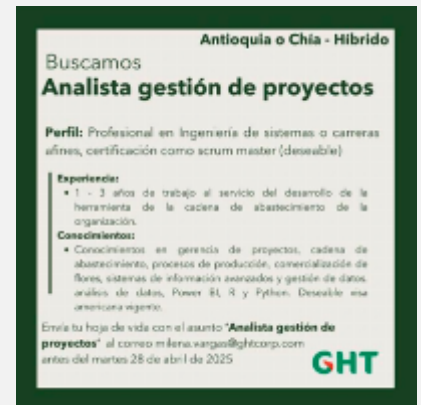 Antioquia o Chía - Híbrido
Buscamos
Analista gestión de proyectos
Perfil: Profesional en Ingeniería de sistemas o carreras
afines, certificación como scrum master (deseable)
Experiencia:
• 1 - 3 años de trabajo al servicio del desarrollo de la
herramienta de la cadena de abastecimiento de la
organización.
Conocimientos:
• Conocimientos en gerencia de proyectos, cadena de
abastecimiento, procesos de producción, comercialización de
flores, sistemas de información avanzados y gestión de datos.
análisis de datos, Power BI, R y Python. Deseable visa
americana vigente.
Envía tu hoja de vida con el asunto "Analista gestión de
proyectos" al correo milena.vargas@ghtcorp.com
antes del martes 28 de abril de 2025
GHT